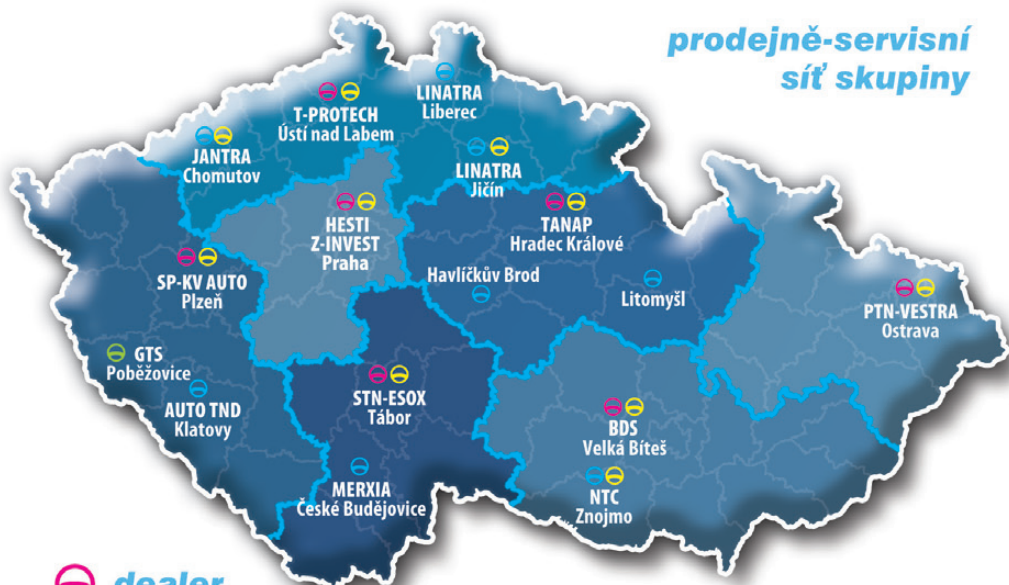 prodejně-servisní
síť skupiny
LINATRA
Liberec
T-PROTECH
Ústí nad Labem
JANTRA
Chomutov
LINATRA
Jičín
HESTI
Z-INVEST
Praha
TANAP
Hradec Králové
SP-KV AUTO
Plzeň
Havlíčkův Brod
Litomyšl
PTN-VESTRA
Ostrava
GTS
Poběžovice
AUTO TND
Klatovy
STN-ESOX
Tábor
BDS
Velká Bíteš
MERXIA
České Budějovice
NTC
Znojmo
dealer